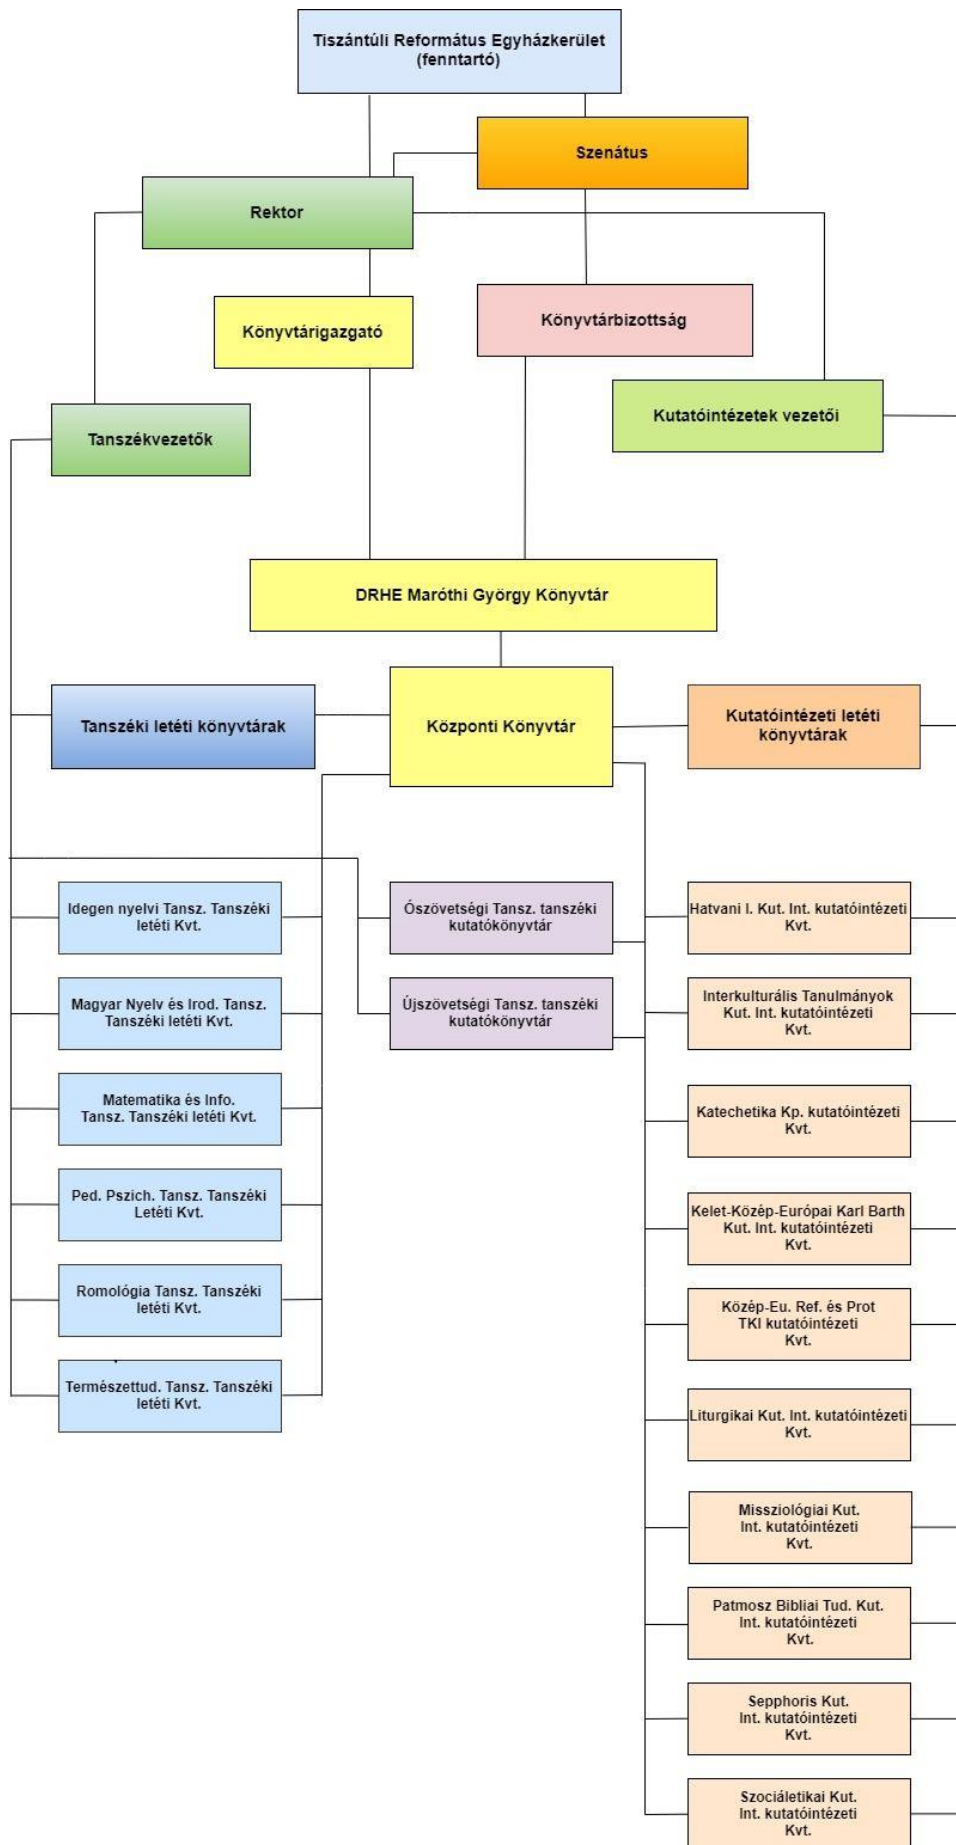 Tiszántúli Református Egyházkerület
(fenntartó)
Szenátus
Rektor
Könyvtárigazgató
Könyvtárbizottság
Kutatóintézetek vezetői
Tanszékvezetők
DRHE Maróthi György Könyvtár
Tanszéki letéti könyvtárak
Központi Könyvtár
Kutatóintézeti letéti
könyvtárak
Idegen nyelvi Tansz. Tanszéki
letéti Kvt.
Magyar Nyelv és Irod. Tansz.
Tanszéki letéti Kvt.
Matematika és Info.
Tansz. Tanszéki letéti Kvt.
Ped. Pszich. Tansz. Tanszéki
Letéti Kvt.
Romológia Tansz. Tanszéki
letéti Kvt.
Természettud. Tansz. Tanszéki
letéti Kvt.
Ószövetségi Tansz. tanszéki
kutatókönyvtár
Újszövetségi Tansz. tanszéki
kutatókönyvtár
Hatvani I. Kut. Int. kutatóintézeti
Kvt.
Interkulturális Tanulmányok
Kut. Int. kutatóintézeti
Kvt.
Katechetika Kp. kutatóintézeti
Kvt.
Kelet-Közép-Európai Karl Barth
Kut. Int. kutatóintézeti
Kvt.
Közép-Eu. Ref. és Prot
TKI kutatóintézeti
Kvt.
Liturgikai Kut. Int. kutatóintézeti
Kvt.
Missziológiai Kut.
Int. kutatóintézeti
Kvt.
Patmosz Bibliai Tud. Kut.
Int. kutatóintézeti
Kvt.
Sepphoris Kut.
Int. kutatóintézeti
Kvt.
Szociáletikai Kut.
Int. kutatóintézeti
Kvt.